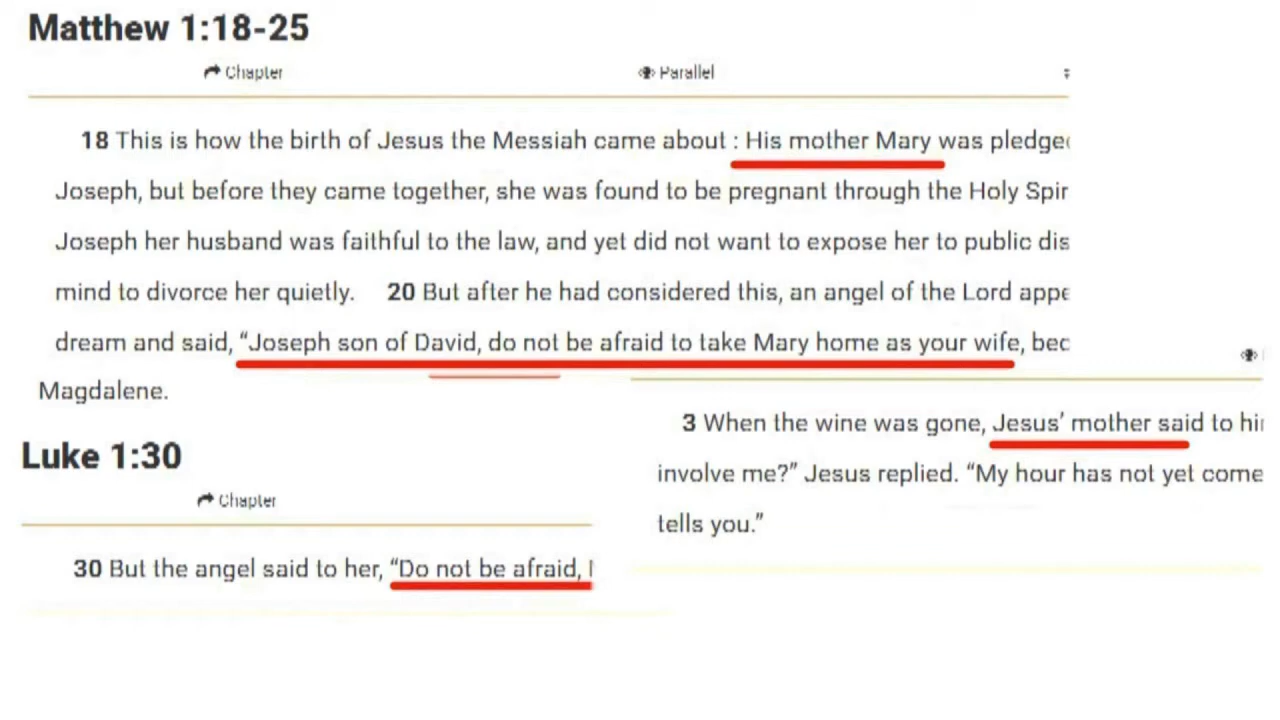 Matthew 1:18-25
Chapter
Parallel
18 This is how the birth of Jesus the Messiah came about : His mother Mary was pledged
Joseph, but before they came together, she was found to be pregnant through the Holy Spir
Joseph her husband was faithful to the law, and yet did not want to expose her to public dis
mind to divorce her quietly. 20 But after he had considered this, an angel of the Lord appe
dream and said, “Joseph son of David, do not be afraid to take Mary home as your wife, bec
Magdalene.
Luke 1:30
Chapter
30 But the angel said to her, “Do not be afraid,
3 When the wine was gone, Jesus’ mother said to hi
involve me?” Jesus replied. “My hour has not yet come
tells you.”